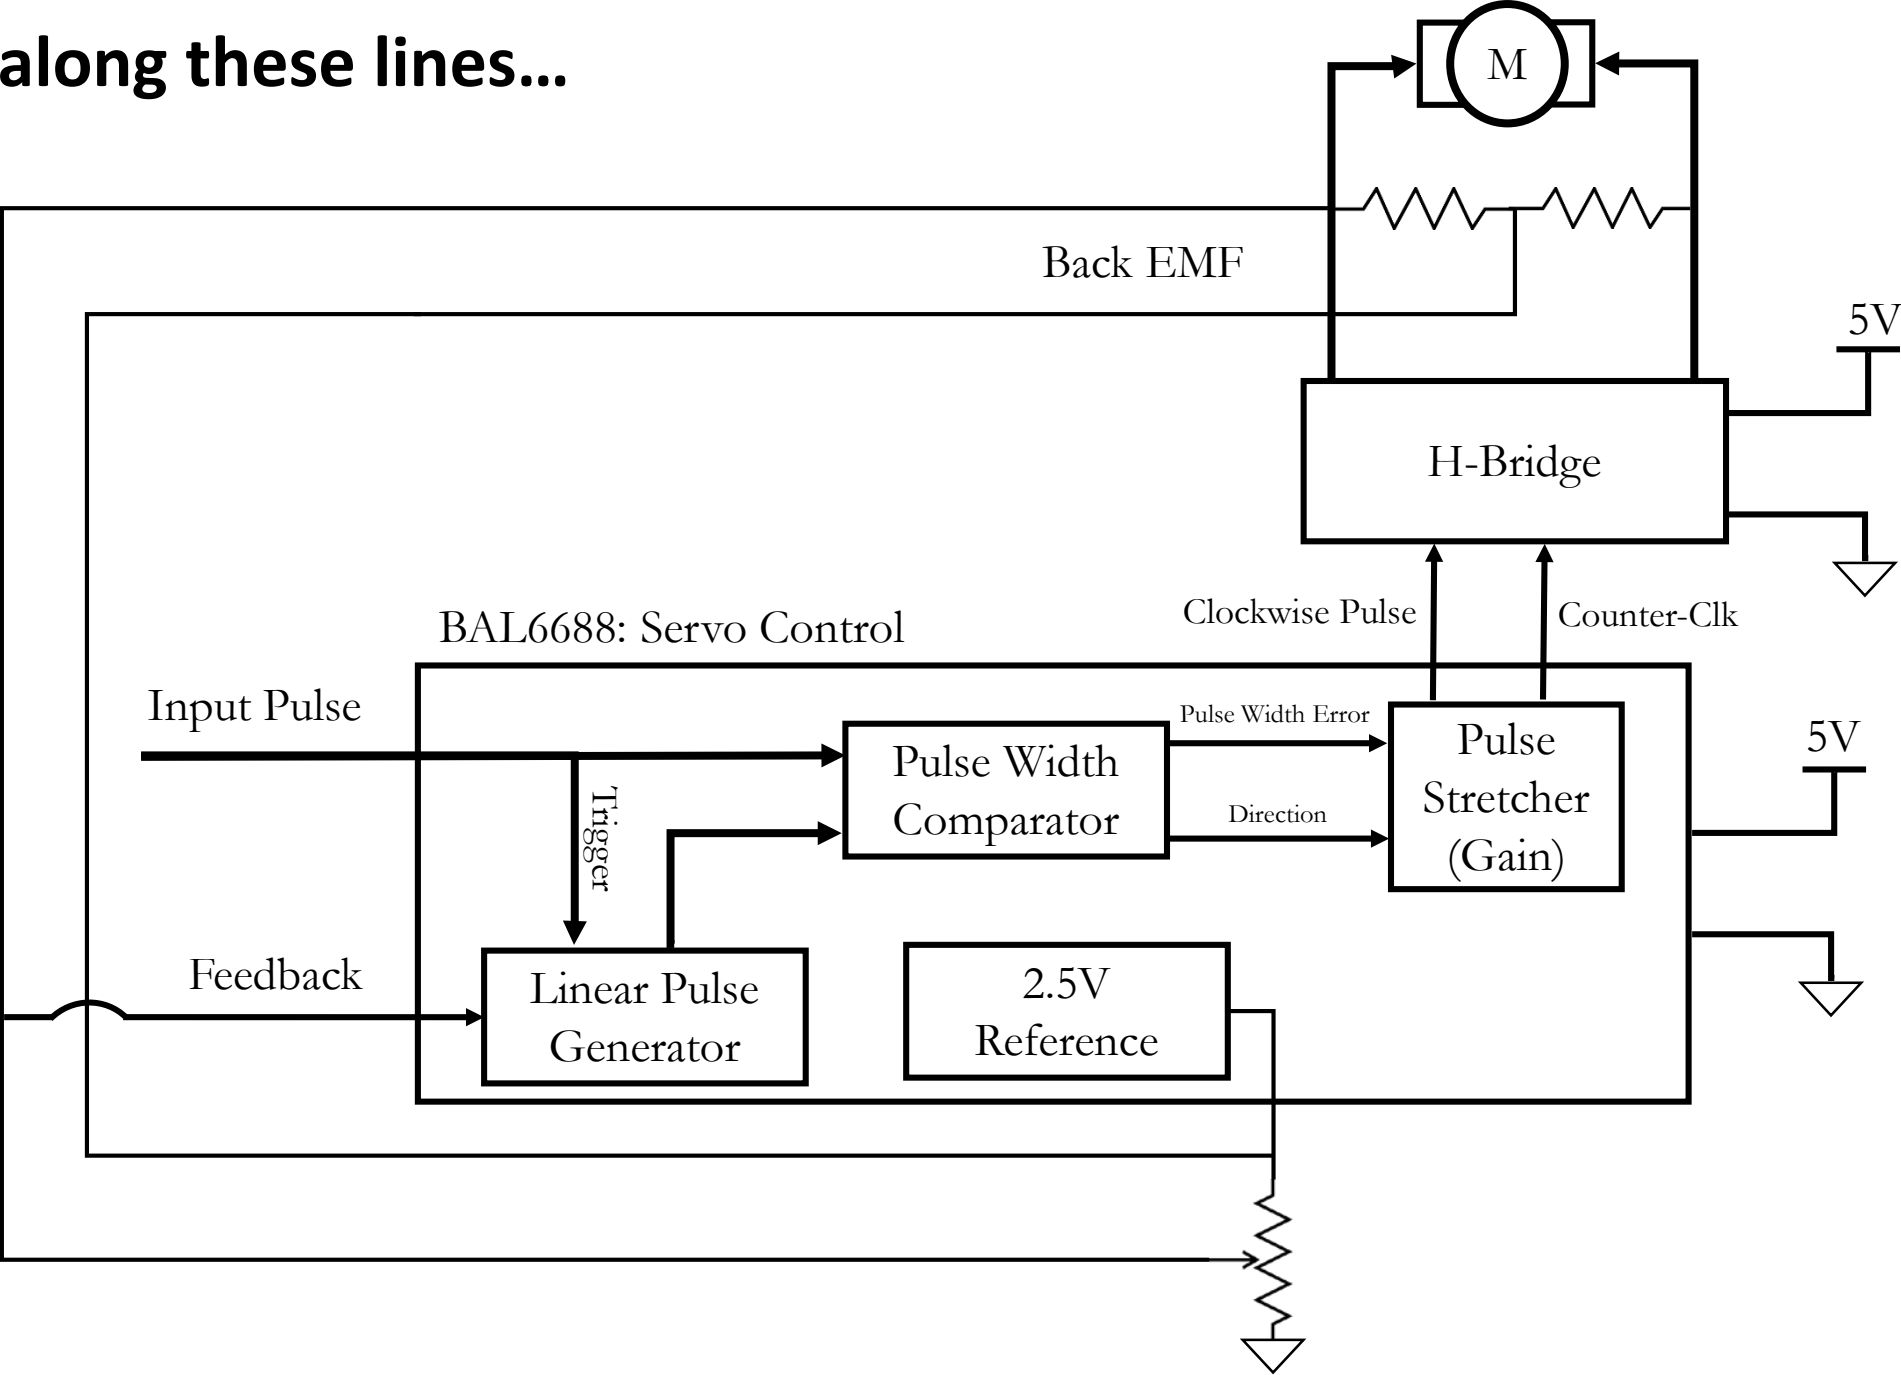 along these lines...
M
Back EMF
5V
H-Bridge
Clockwise Pulse
Counter-Clk
BAL6688: Servo Control
Input Pulse
Pulse Width Error
Pulse
Stretcher
(Gain)
5V
Pulse Width
Comparator
Trigger
Direction
Feedback
Linear Pulse
Generator
2.5V
Reference